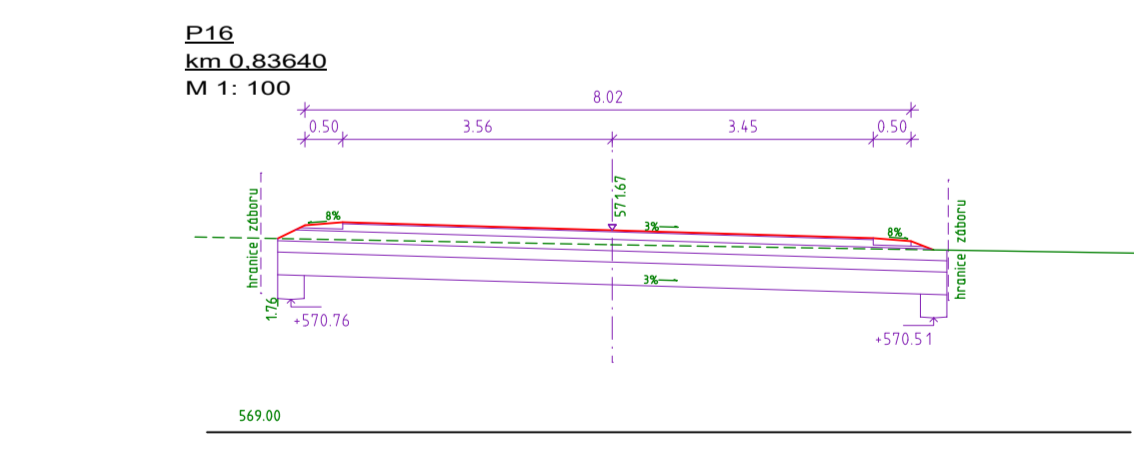 P16
km 0,83640
M 1: 100
8.02
0.50
3.56
3.45
0.50
hranice záboru
8%
571.67
3%
8%
hranice záboru
3%
1.76
+570.76
+570.51
569.00